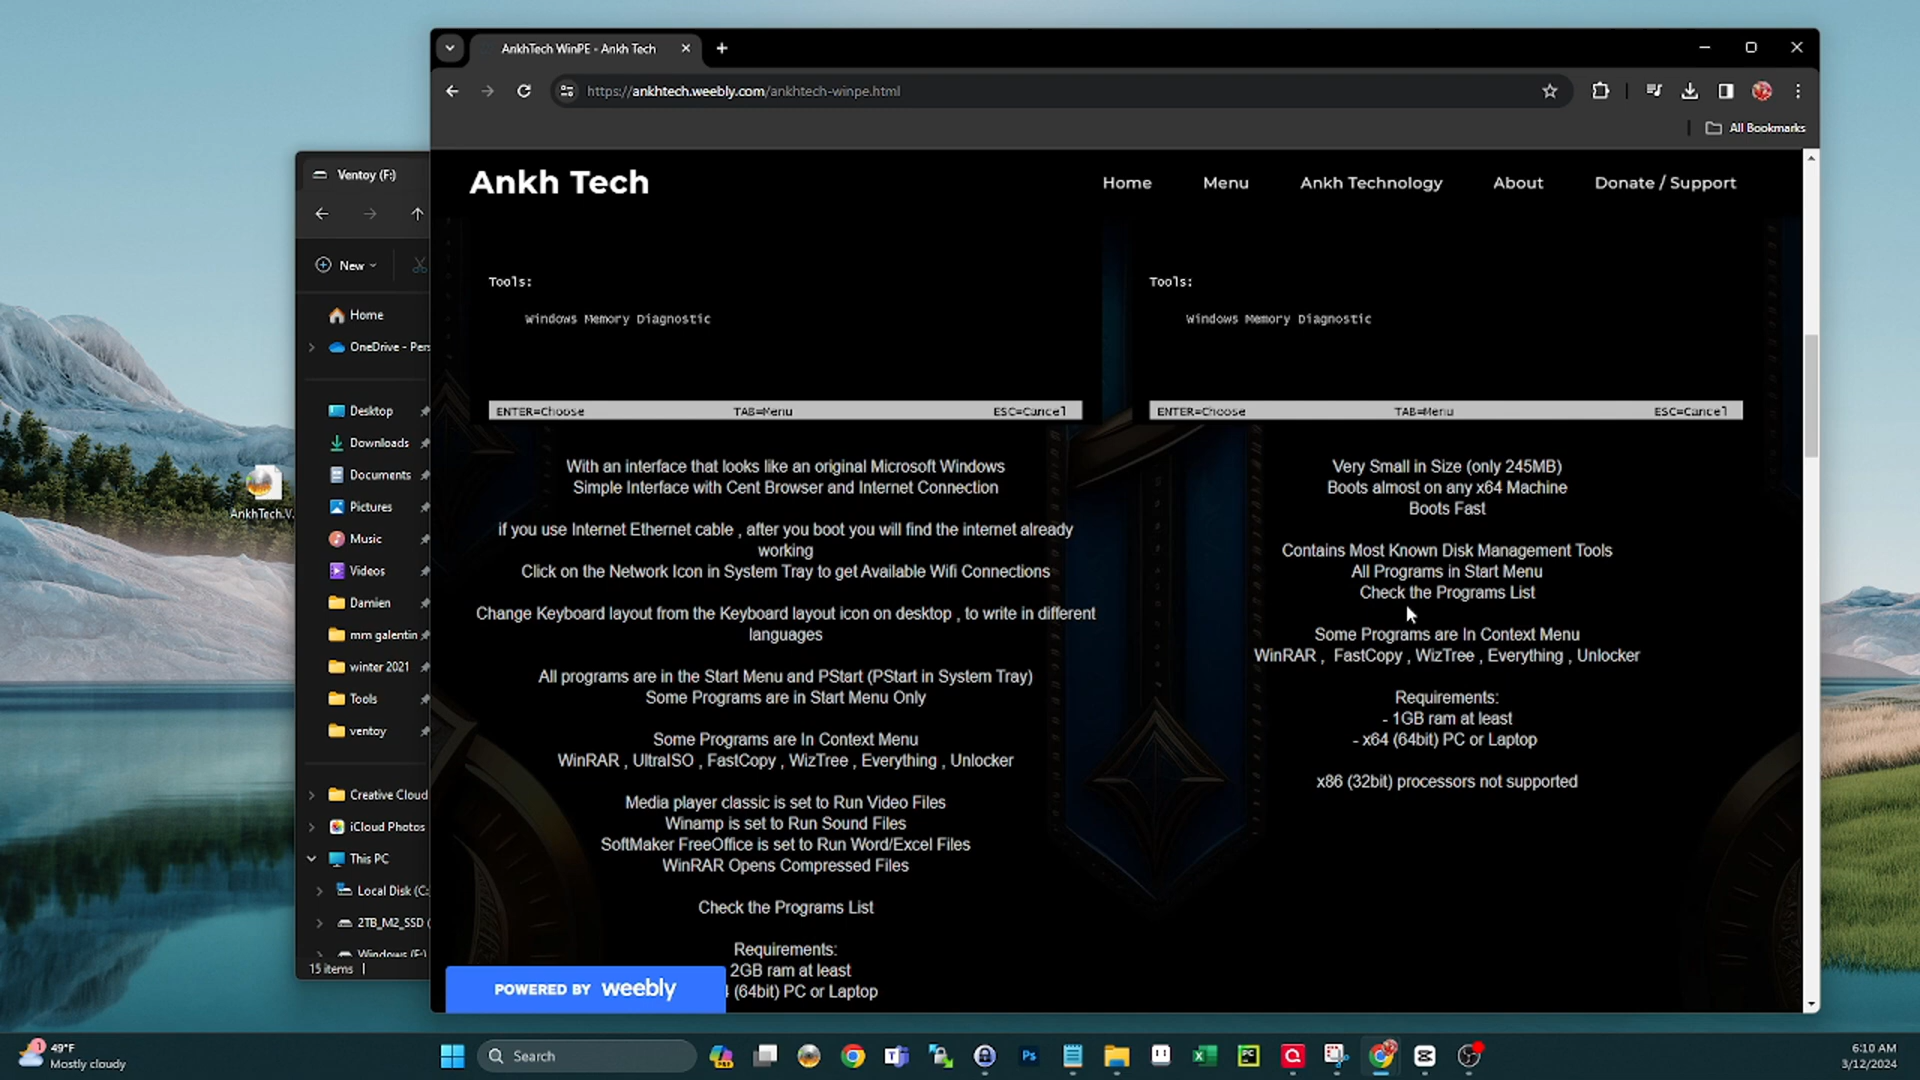 AnkhTech WinPE - Ankh Tech
https://ankhtech.weebly.com/ankhtech-winpe.html
All Bookmarks
Ventoy (F:)
New
Home
OneDrive - Pers
Desktop
Downloads
Documents
Pictures
Music
Videos
Damien
mm galentin
winter 2021
Tools
ventoy
Creative Cloud
iCloud Photos
This PC
Local Disk (C:
2TB_M2_SSD (
Windows (E:)
15 items
AnkhTech.V.
Ankh Tech
Home
Menu
Ankh Technology
About
Donate / Support
Tools:
Windows Memory Diagnostic
ENTER=Choose
TAB=Menu
ESC=Cancel
With an interface that looks like an original Microsoft Windows
Simple Interface with Cent Browser and Internet Connection
if you use Internet Ethernet cable , after you boot you will find the internet already
working
Click on the Network Icon in System Tray to get Available Wifi Connections
Change Keyboard layout from the Keyboard layout icon on desktop , to write in different
languages
All programs are in the Start Menu and PStart (PStart in System Tray)
Some Programs are in Start Menu Only
Some Programs are In Context Menu
WinRAR , UltraISO , FastCopy , WizTree , Everything , Unlocker
Media player classic is set to Run Video Files
Winamp is set to Run Sound Files
SoftMaker FreeOffice is set to Run Word/Excel Files
WinRAR Opens Compressed Files
Check the Programs List
Requirements:
2GB ram at least
(64bit) PC or Laptop
Tools:
Windows Memory Diagnostic
ENTER=Choose
TAB=Menu
ESC=Cancel
Very Small in Size (only 245MB)
Boots almost on any x64 Machine
Boots Fast
Contains Most Known Disk Management Tools
All Programs in Start Menu
Check the Programs List
Some Programs are In Context Menu
WinRAR , FastCopy , WizTree , Everything , Unlocker
Requirements:
- 1GB ram at least
- x64 (64bit) PC or Laptop
x86 (32bit) processors not supported
POWERED BY weebly
1
49°F
Mostly cloudy
Search
Ps
PC
6:10 AM
3/12/2024